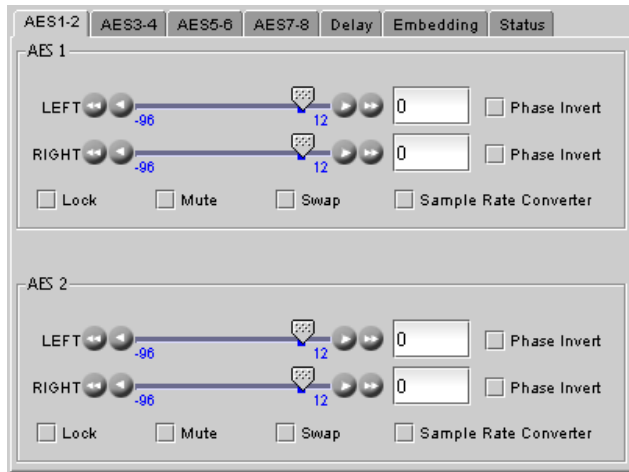 AES1-2 AES3-4 AES5-6 AES7-8 Delay Embedding Status
AES 1
LEFT -96 12 0 Phase Invert
RIGHT -96 12 0 Phase Invert
Lock Mute Swap Sample Rate Converter
AES 2
LEFT -96 12 0 Phase Invert
RIGHT -96 12 0 Phase Invert
Lock Mute Swap Sample Rate Converter